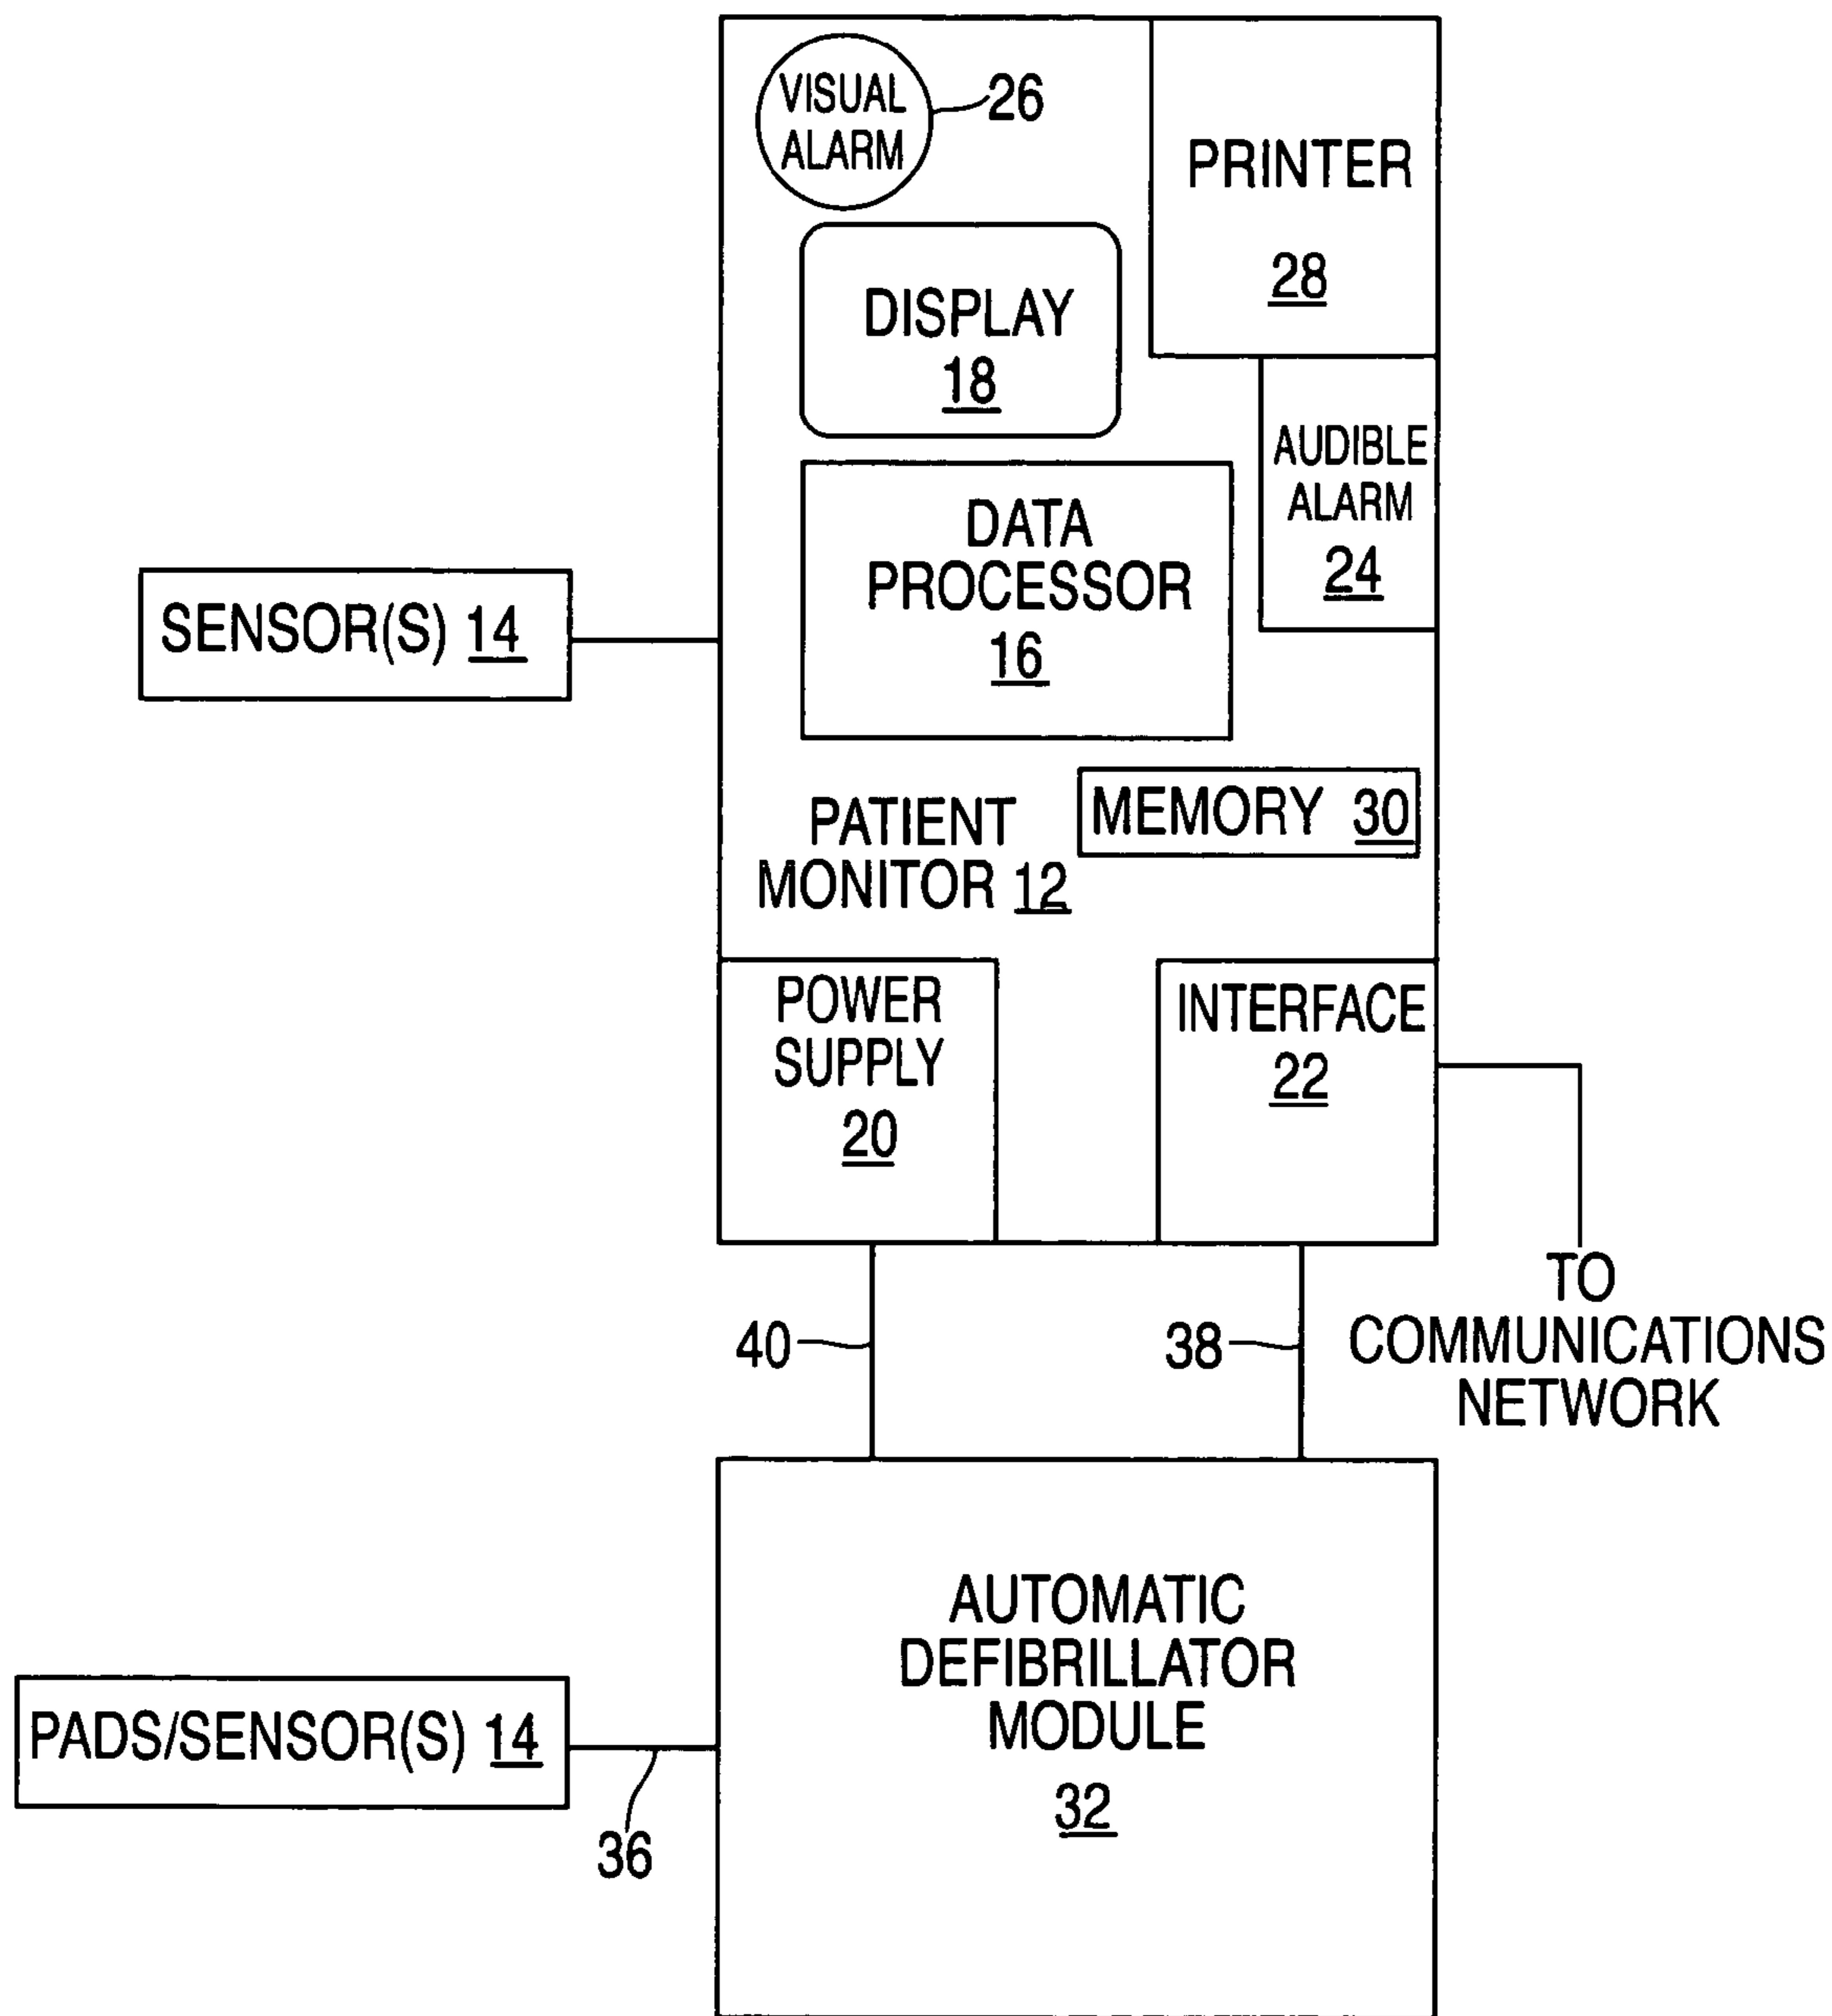 VISUAL
ALARM
26
PRINTER
28
DISPLAY
18
AUDIBLE
ALARM
24
DATA
PROCESSOR
16
SENSOR(S) 14
MEMORY 30
PATIENT
MONITOR 12
POWER
SUPPLY
20
INTERFACE
22
TO
COMMUNICATIONS
NETWORK
40
38
AUTOMATIC
DEFIBRILLATOR
MODULE
32
PADS/SENSOR(S) 14
36